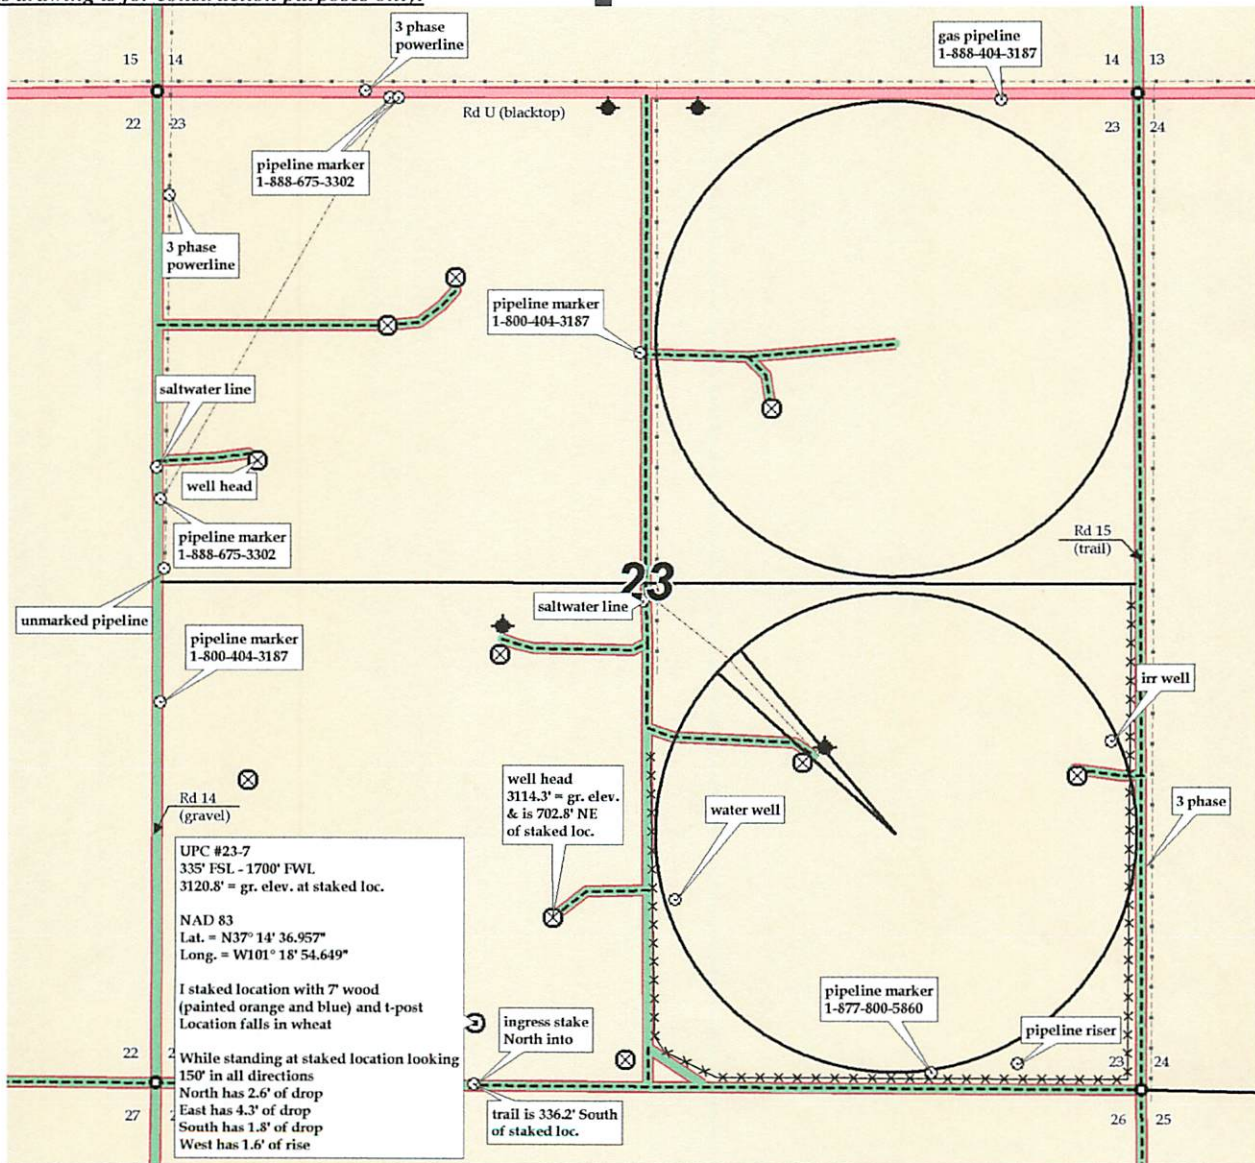 drawing is for construction purposes only.
3 phase
powerline
gas pipeline
1-888-404-3187
15 14
14 13
Rd U (blacktop)
22 23
23 24
pipeline marker
1-888-675-3302
3 phase
powerline
pipeline marker
1-800-404-3187
saltwater line
well head
pipeline marker
1-888-675-3302
Rd 15
(trail)
23
saltwater line
unmarked pipeline
pipeline marker
1-800-404-3187
irr well
well head
3114.3' = gr. elev.
& is 702.8' NE
of staked loc.
water well
3 phase
Rd 14
(gravel)
UPC #23-7
335' FSL - 1700' FWL
3120.8' = gr. elev. at staked loc.
NAD 83
Lat. = N37° 14' 36.957"
Long. = W101° 18' 54.649"
I staked location with 7' wood
(painted orange and blue) and t-post
Location falls in wheat
While standing at staked location looking
150' in all directions
North has 2.6' of drop
East has 4.3' of drop
South has 1.8' of drop
West has 1.6' of rise
pipeline marker
1-877-800-5860
ingress stake
North into
pipeline riser
22 2
23 24
trail is 336.2' South
of staked loc.
27 2
26 25